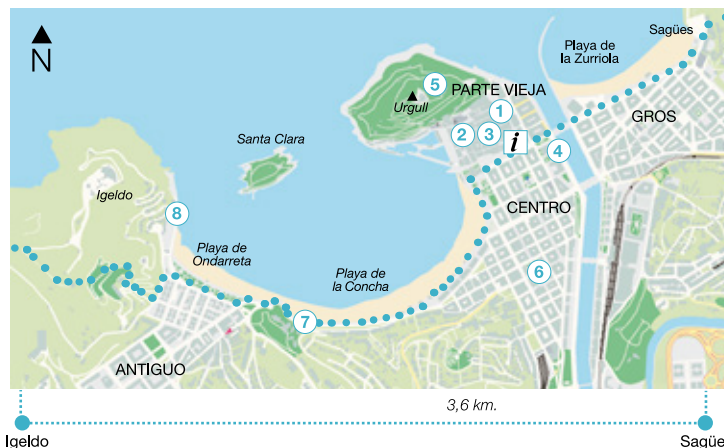 N
Sagües
Playa de
la Zurriola
5
PARTE VIEJA
Urgull
1
GROS
2
3
i
4
Santa Clara
Igeldo
8
CENTRO
Playa de
Ondarreta
Playa de
la Concha
6
7
ANTIGUO
3,6 km.
Igeldo
Sagüe